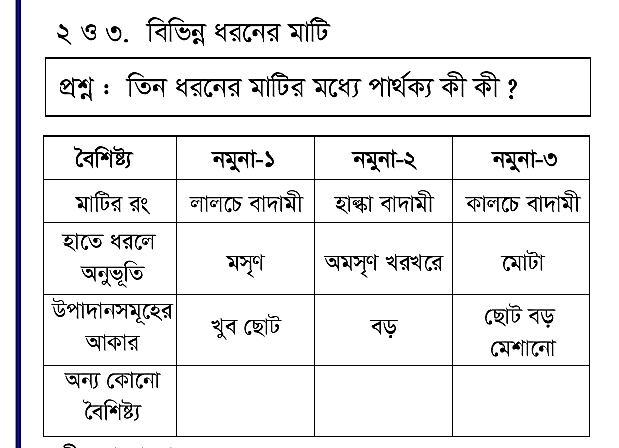 ২ ও ৩. বিভিন্ন ধরনের মাটি
প্রশ্ন : তিন ধরনের মাটির মধ্যে পার্থক্য কী কী ?
বৈশিষ্ট্য নমুনা-১ নমুনা-২ নমুনা-৩
মাটির রং লালচে বাদামী হাল্কা বাদামী কালচে বাদামী
হাতে ধরলে অনুভূতি মসৃণ অমসৃণ খরখরে মোটা
উপাদানসমূহের আকার খুব ছোট বড় ছোট বড় মেশানো
অন্য কোনো বৈশিষ্ট্য